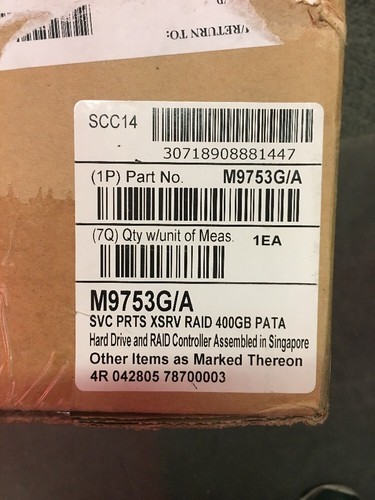 /RETURN TO:
SCC14
30718908881447
(1P) Part No. M9753G/A
(7Q) Qty w/unit of Meas. 1EA
M9753G/A
SVC PRTS XSRV RAID 400GB PATA
Hard Drive and RAID Controller Assembled in Singapore
Other Items as Marked Thereon
4R 042805 78700003